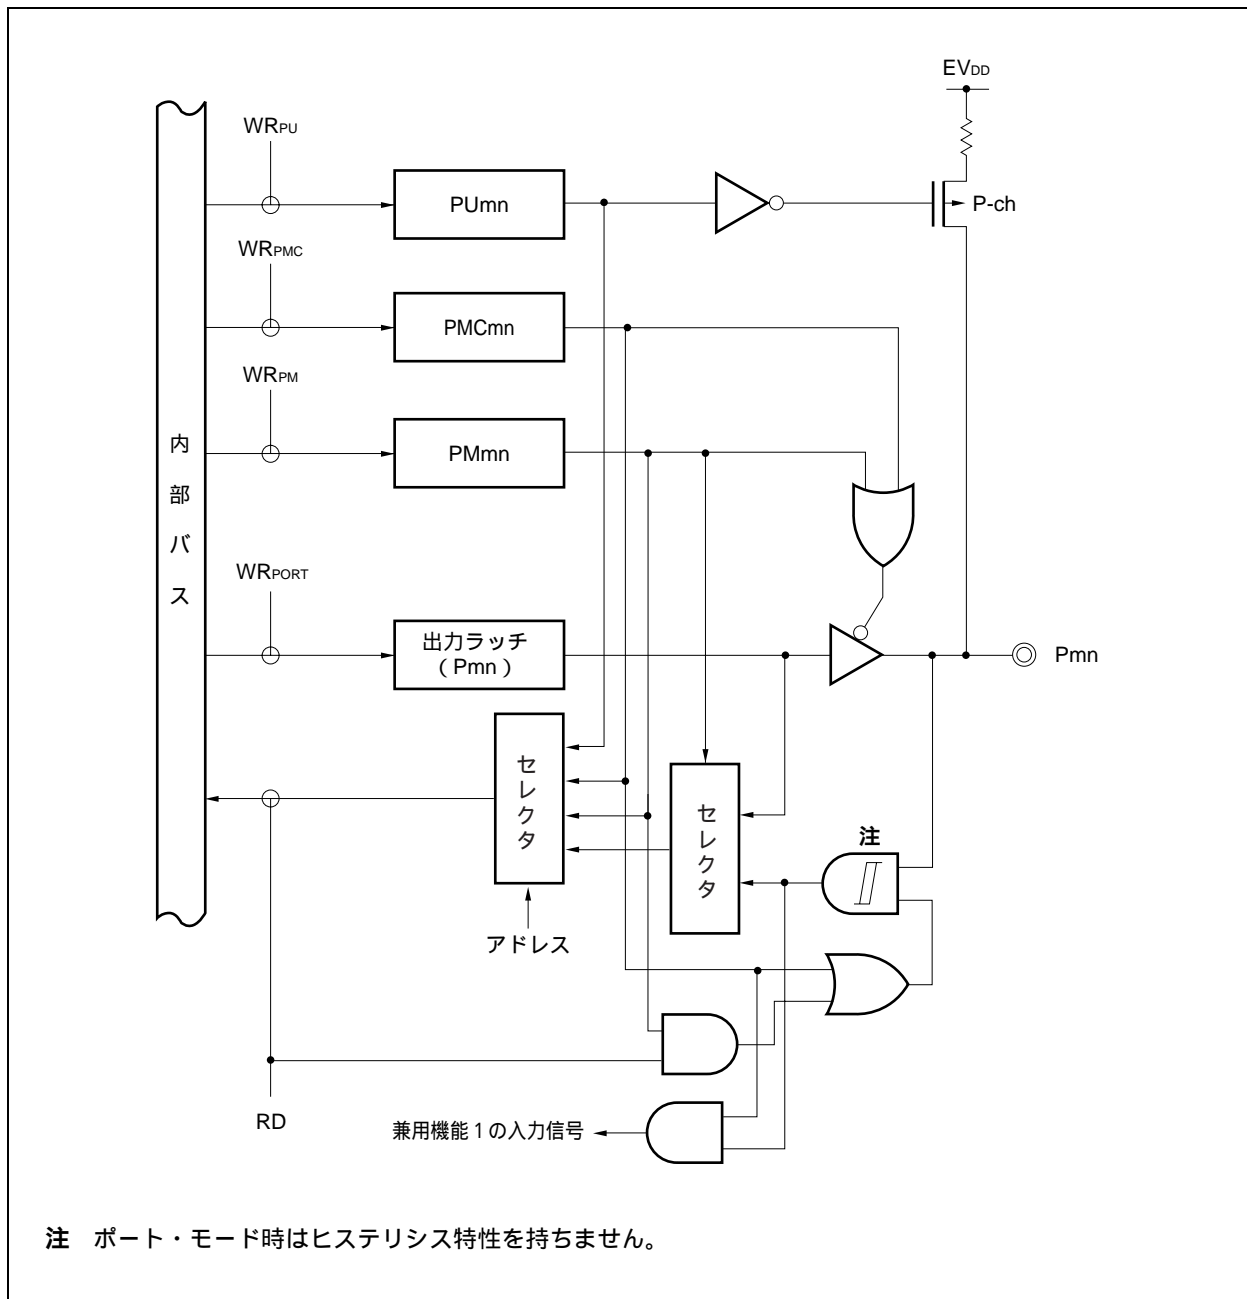 EVDD
WRPU
PUmn
P-ch
WRPMC
PMCmn
WRPM
PMmn
内部バス
WRPORT
出力ラッチ
（Pmn）
Pmn
セレクタ
セレクタ
注
アドレス
RD
兼用機能1の入力信号
注 ポート・モード時はヒステリシス特性を持ちません。